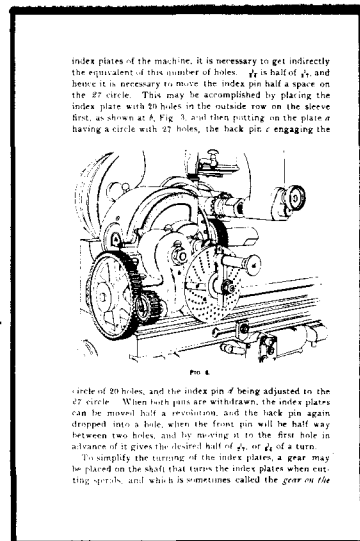 index plates of the machine, it is necessary to get indirectly
the equivalent of this number of holes. 1/54 is half of 1/27, and
hence it is necessary to move the index pin half a space on
the 27 circle. This may be accomplished by placing the
index plate with 20 holes in the outside row on the sleeve
first, as shown at b, Fig. 3, and then putting on the plate a
having a circle with 27 holes, the back pin c engaging the
FIG. 4.
circle of 20 holes, and the index pin d being adjusted to the
27 circle. When both pins are withdrawn, the index plates
can be moved half a revolution, and the back pin again
dropped into a hole, when the front pin will be half way
between two holes, and by moving it to the first hole in
advance of it gives the desired half of 1/27, or 1/54 of a turn.
To simplify the turning of the index plates, a gear may
be placed on the shaft that turns the index plates when cut-
ting spirals, and which is sometimes called the gear on the